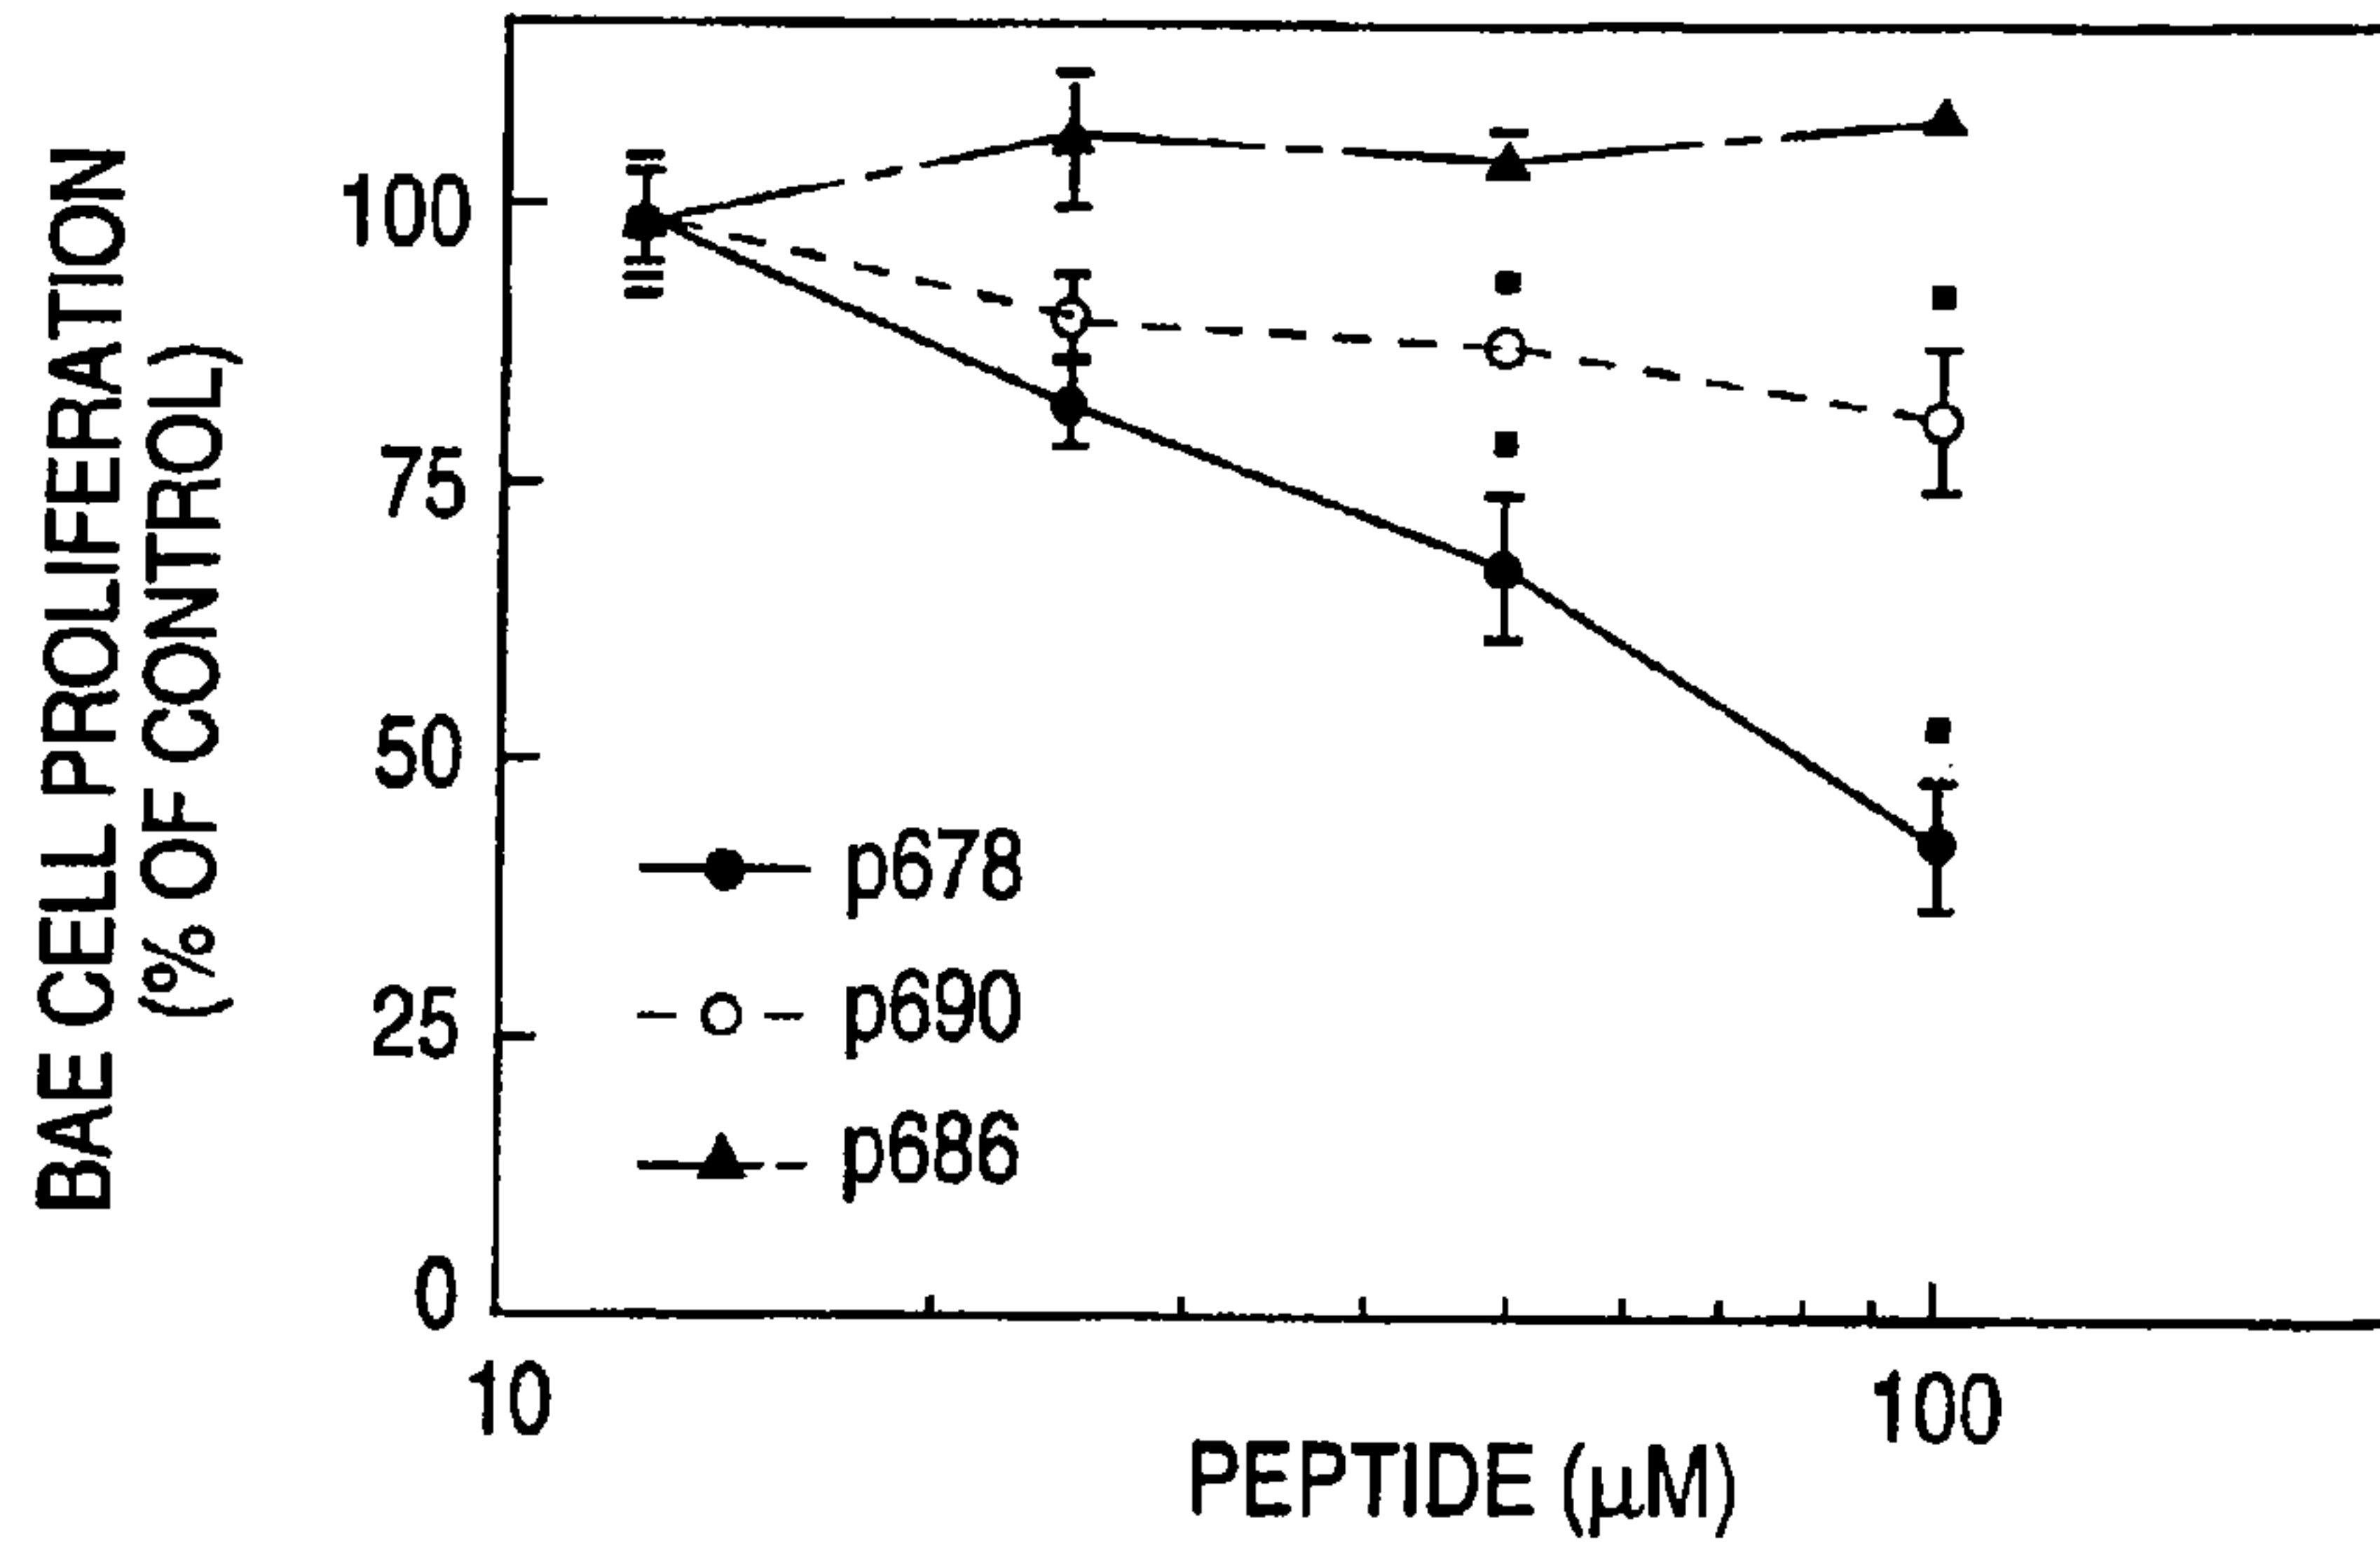 BAE CELL PROLIFERATION
(% OF CONTROL)
100
75
50
25
0
p678
p690
p686
10
100
PEPTIDE (µM)